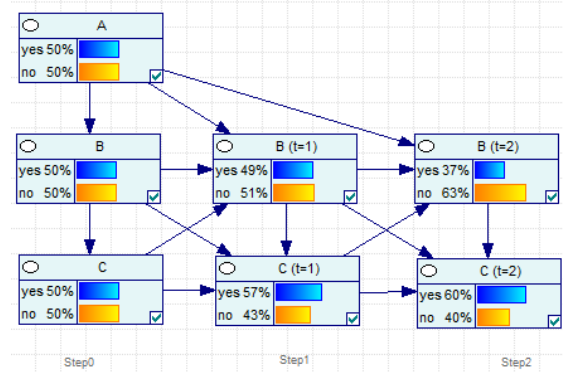 A
yes 50%
no 50%
B
yes 50%
no 50%
B (t=1)
yes 49%
no 51%
B (t=2)
yes 37%
no 63%
C
yes 50%
no 50%
C (t=1)
yes 57%
no 43%
C (t=2)
yes 60%
no 40%
Step0
Step1
Step2